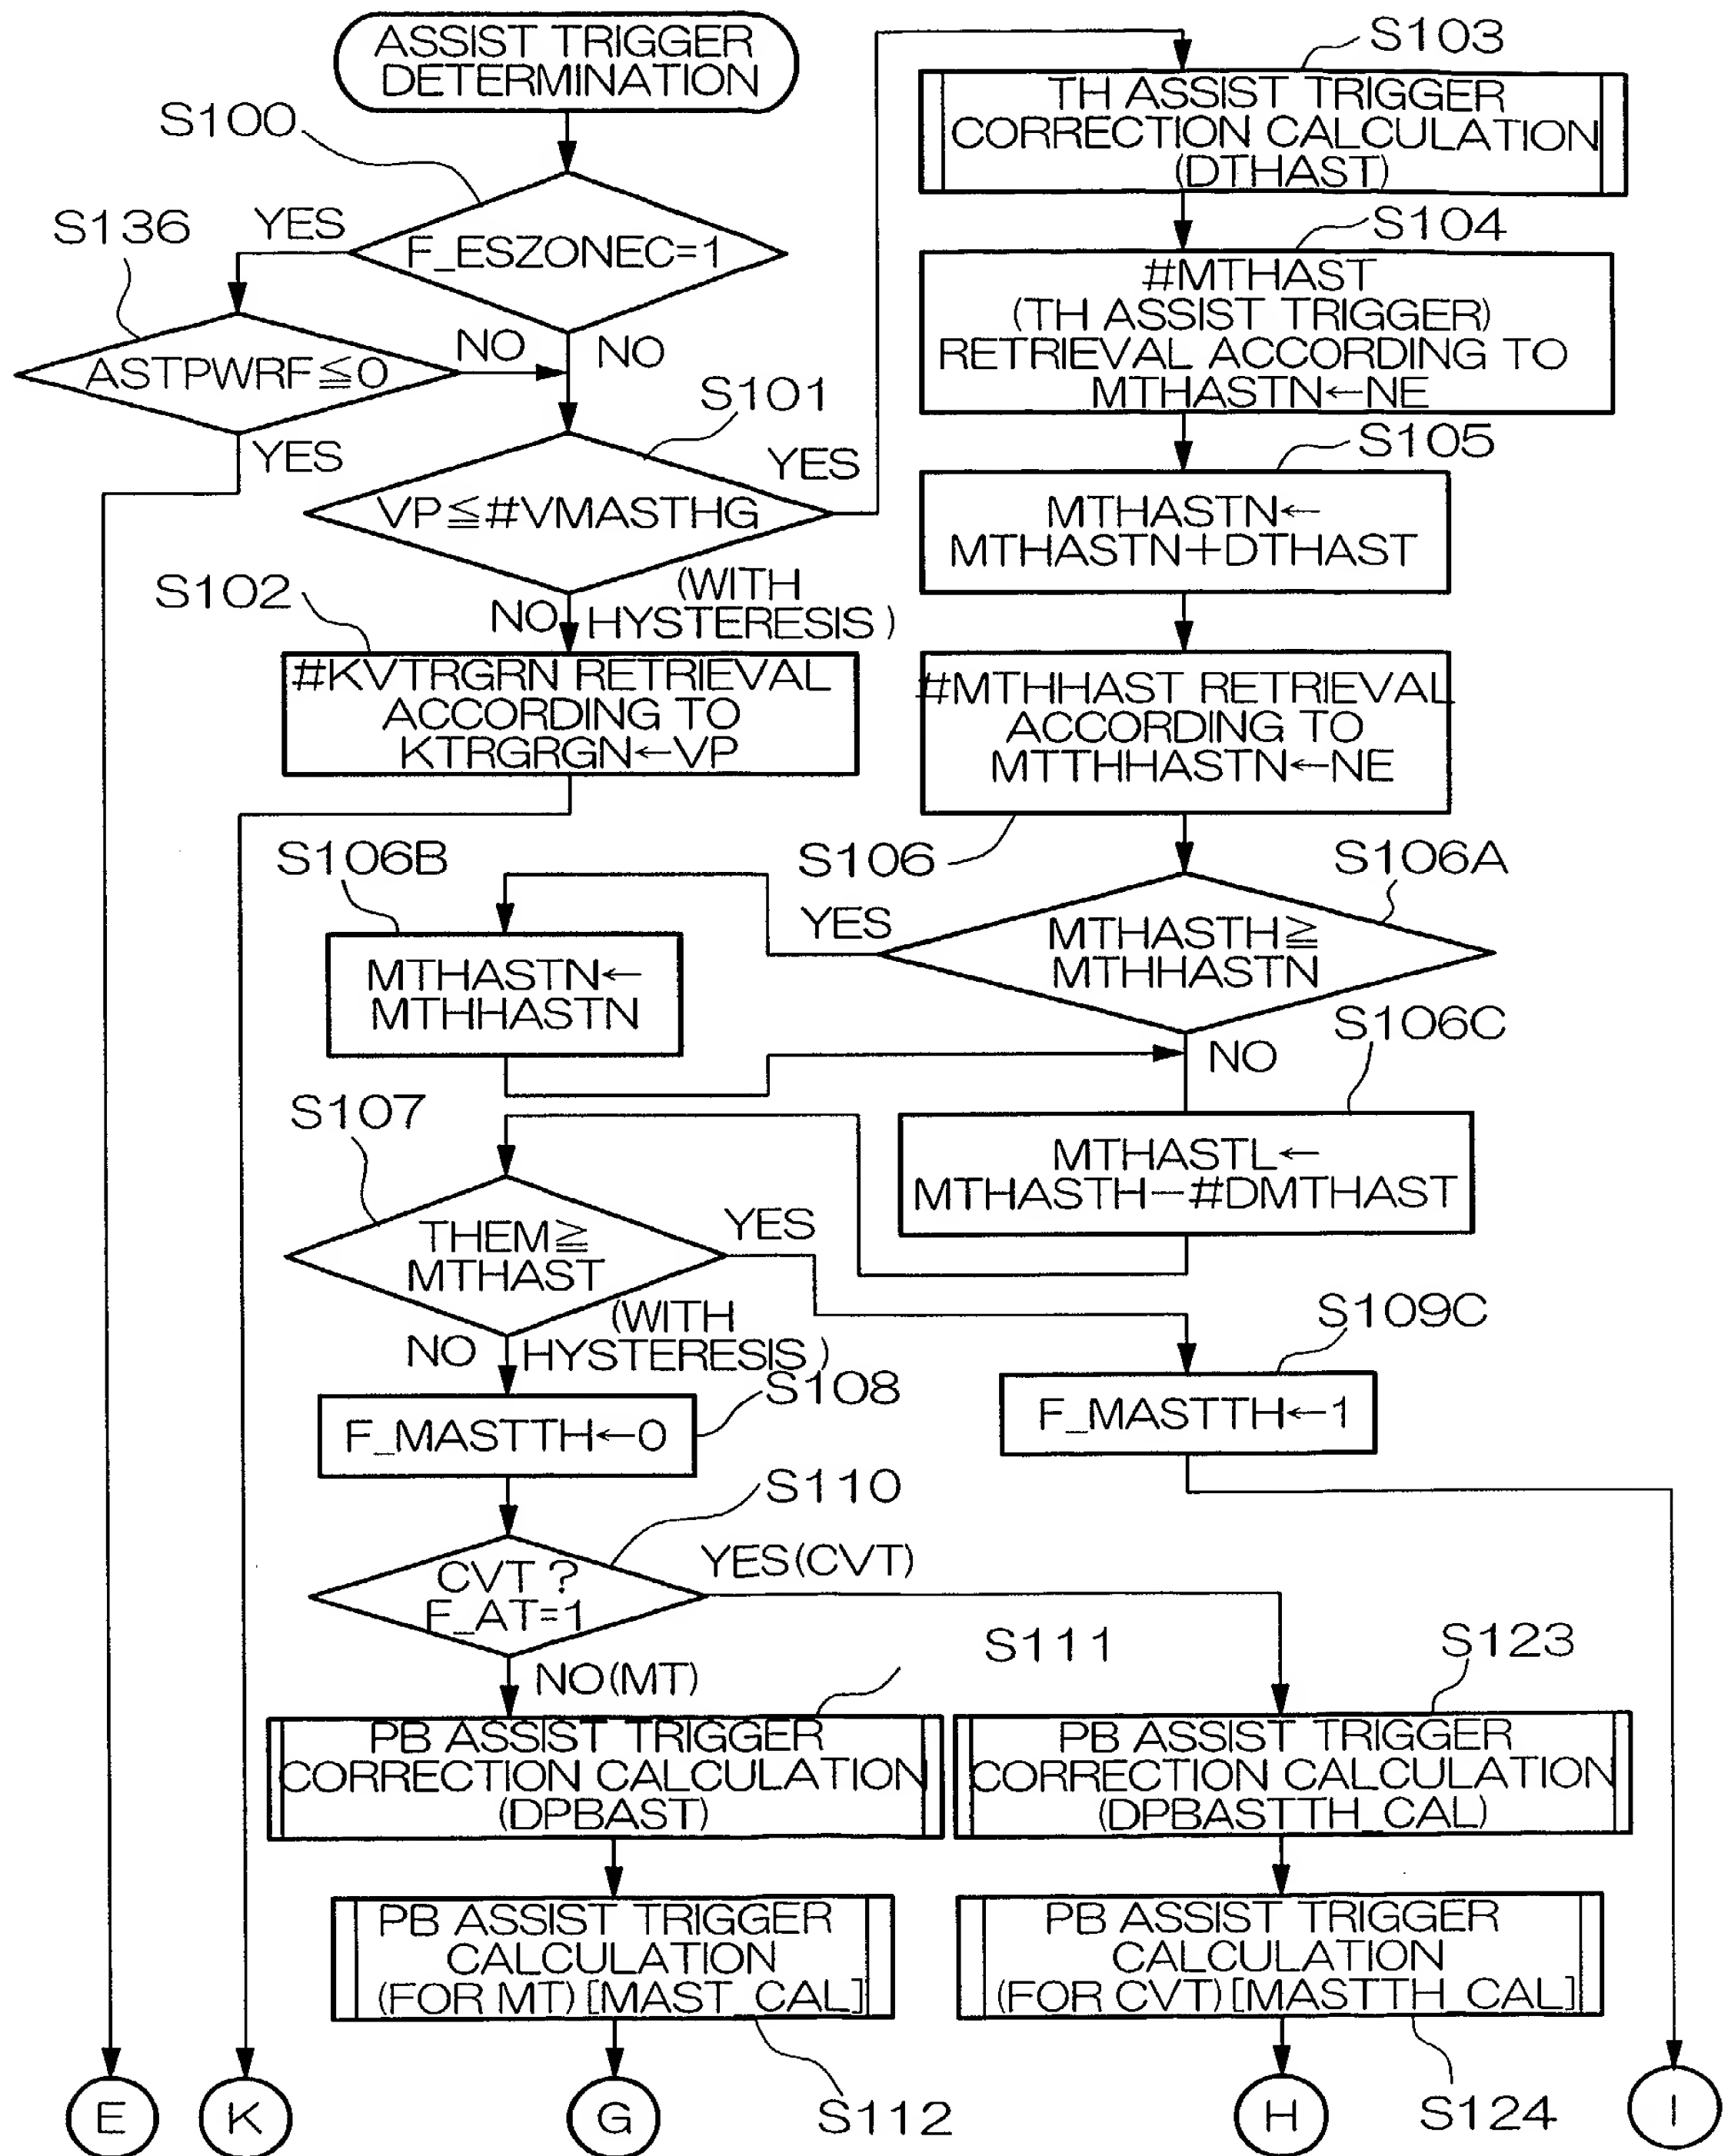 ASSIST TRIGGER
DETERMINATION
S100
F_ESZONEC=1
YES
NO
S136
ASTPWRF≦0
NO
YES
S101
VP≦#VMASTHG
YES
NO
(WITH
HYSTERESIS)
S102
#KVTRGRN RETRIEVAL
ACCORDING TO
KTRGRGN←VP
S103
TH ASSIST TRIGGER
CORRECTION CALCULATION
(DTHAST)
S104
#MTHAST
(TH ASSIST TRIGGER)
RETRIEVAL ACCORDING TO
MTHASTN←NE
S105
MTHASTN←
MTHASTN+DTHAST
#MTHHAST RETRIEVAL
ACCORDING TO
MTTHHASTN←NE
S106
S106A
MTHASTH≧
MTHHASTN
YES
NO
S106B
MTHASTN←
MTHHASTN
S106C
MTHASTL←
MTHASTH−#DMTHAST
S107
THEM≧
MTHAST
YES
NO
(WITH
HYSTERESIS)
S108
F_MASTTH←0
S109C
F_MASTTH←1
S110
CVT?
F_AT=1
YES(CVT)
NO(MT)
S111
PB ASSIST TRIGGER
CORRECTION CALCULATION
(DPBAST)
S123
PB ASSIST TRIGGER
CORRECTION CALCULATION
(DPBASTTH_CAL)
PB ASSIST TRIGGER
CALCULATION
(FOR MT)[MAST_CAL]
S112
PB ASSIST TRIGGER
CALCULATION
(FOR CVT)[MASTTH_CAL]
S124
E
K
G
H
I